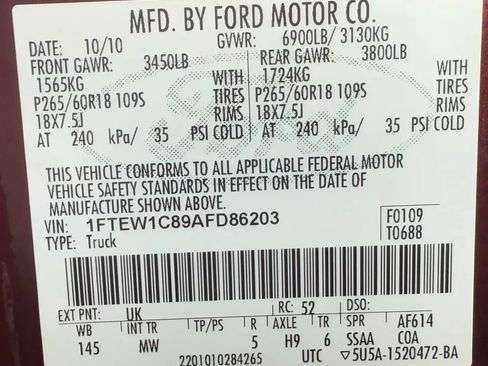 MFD. BY FORD MOTOR CO.
DATE: 10/10 GVWR: 6900LB/ 3130KG
FRONT GAWR: 3450LB REAR GAWR: 3800LB
1565KG WITH 1724KG WITH
P265/60R18 109S TIRES P265/60R18 109S TIRES
18X7.5J RIMS 18X7.5J RIMS
AT 240 kPa/ 35 PSI COLD AT 240 kPa/ 35 PSI COLD
THIS VEHICLE CONFORMS TO ALL APPLICABLE FEDERAL MOTOR
VEHICLE SAFETY STANDARDS IN EFFECT ON THE DATE OF
MANUFACTURE SHOWN ABOVE.
VIN: 1FTEW1C89AFD86203 F0109
TYPE: Truck T0688
EXT PNT: UK RC: 52 DSO:
WB INT TR TP/PS R AXLE TR SPR AF614
145 MW 5 H9 6 SSAA COA
2201010284265 UTC ▽5U5A-1520472-BA